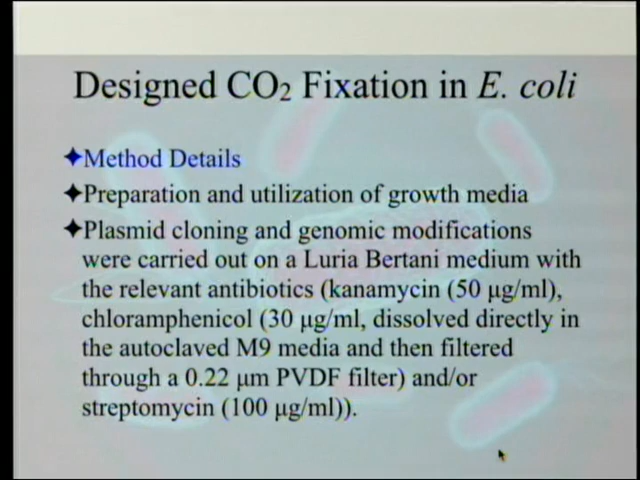 Designed CO₂ Fixation in E. coli
✦Method Details
✦Preparation and utilization of growth media
✦Plasmid cloning and genomic modifications
were carried out on a Luria Bertani medium with
the relevant antibiotics (kanamycin (50 μg/ml),
chloramphenicol (30 μg/ml, dissolved directly in
the autoclaved M9 media and then filtered
through a 0.22 μm PVDF filter) and/or
streptomycin (100 μg/ml)).